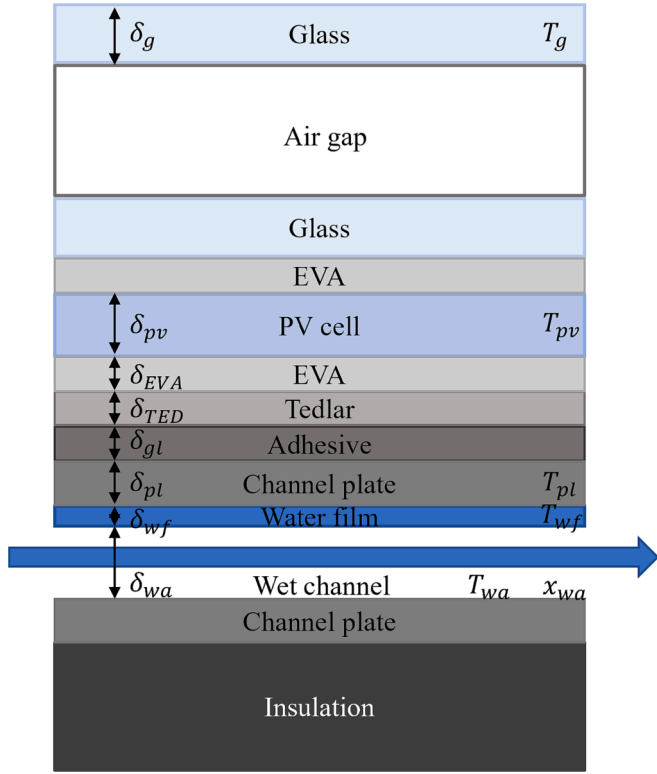 δg Glass Tg
Air gap
Glass
EVA
δpv PV cell Tpv
δEVA EVA
δTED Tedlar
δgl Adhesive
δpl Channel plate Tpl
δwf Water film Twf
δwa Wet channel Twa xwa
Channel plate
Insulation